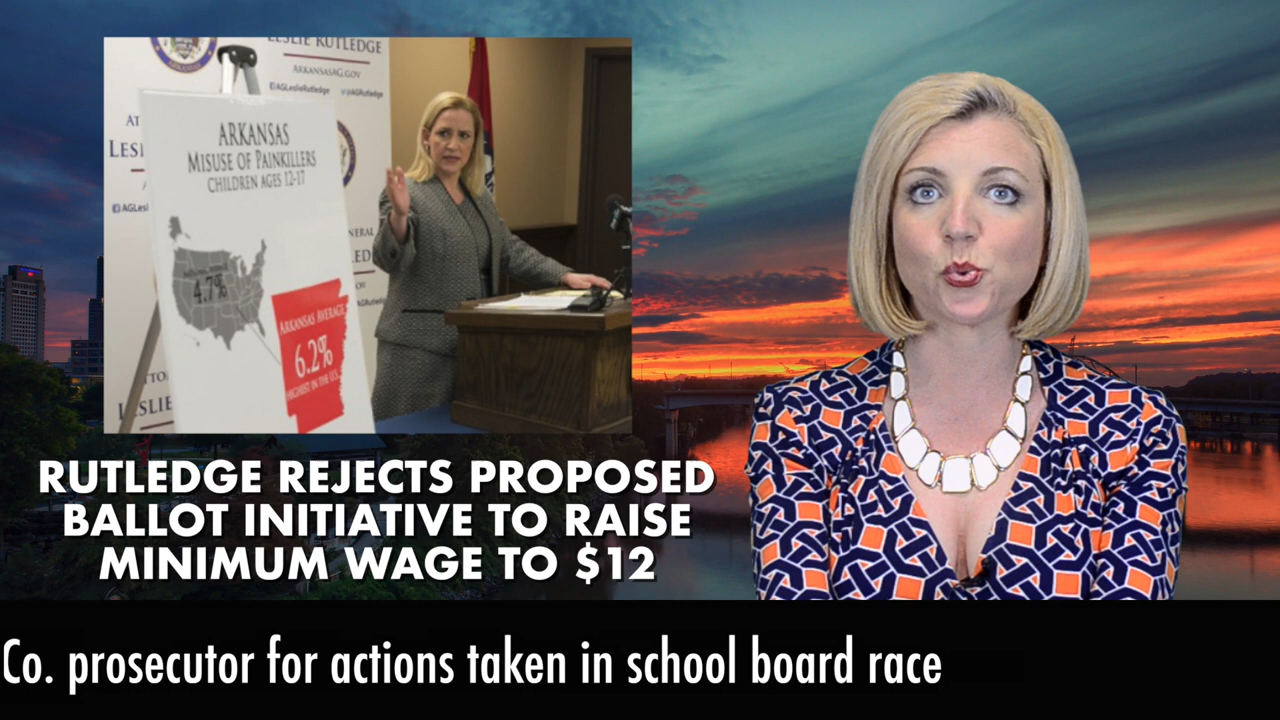 LESLIE RUTLEDGE
ARKANSASAG.GOV
AGLeslieRutledge @AGRutledge
ARKANSAS
MISUSE OF PAINKILLERS
CHILDREN AGES 12-17
4.7%
ARKANSAS AVERAGE
6.2%
HIGHEST IN THE U.S.
RUTLEDGE REJECTS PROPOSED
BALLOT INITIATIVE TO RAISE
MINIMUM WAGE TO $12
Co. prosecutor for actions taken in school board race